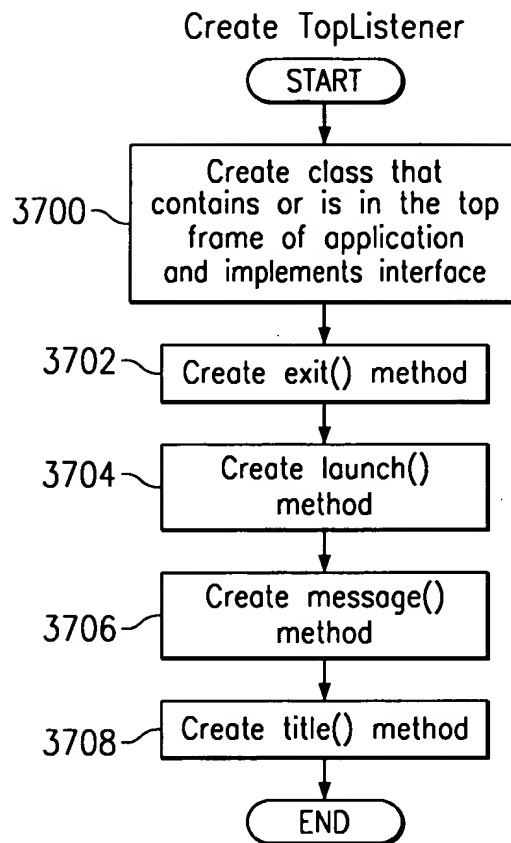 Create TopListener
START
3700
Create class that
contains or is in the top
frame of application
and implements interface
3702
Create exit() method
3704
Create launch()
method
3706
Create message()
method
3708
Create title() method
END